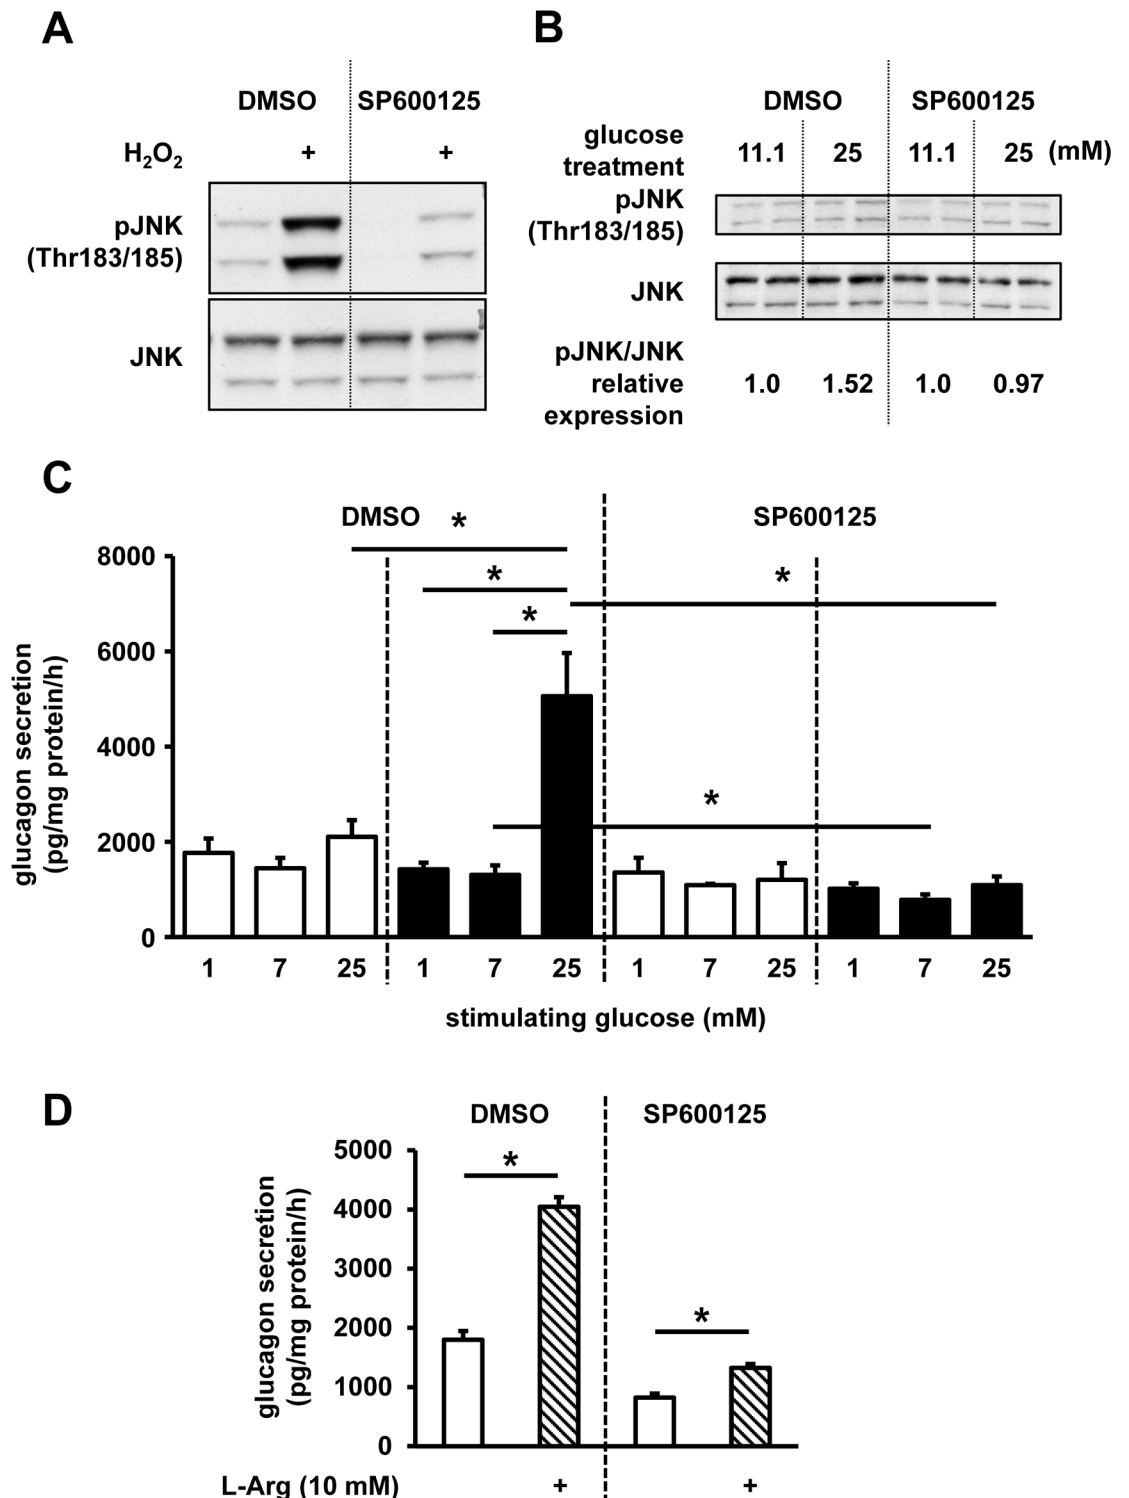 A
DMSO SP600125
H2O2 + +
pJNK
(Thr183/185)
JNK
B
DMSO SP600125
glucose
treatment 11.1 25 11.1 25 (mM)
pJNK
(Thr183/185)
JNK
pJNK/JNK
relative
expression 1.0 1.52 1.0 0.97
C
DMSO SP600125
* * * * *
glucagon secretion
(pg/mg protein/h)
8000
6000
4000
2000
0
1 7 25 1 7 25 1 7 25 1 7 25
stimulating glucose (mM)
D
DMSO SP600125
* *
glucagon secretion
(pg/mg protein/h)
5000
4000
3000
2000
1000
0
L-Arg (10 mM) + +